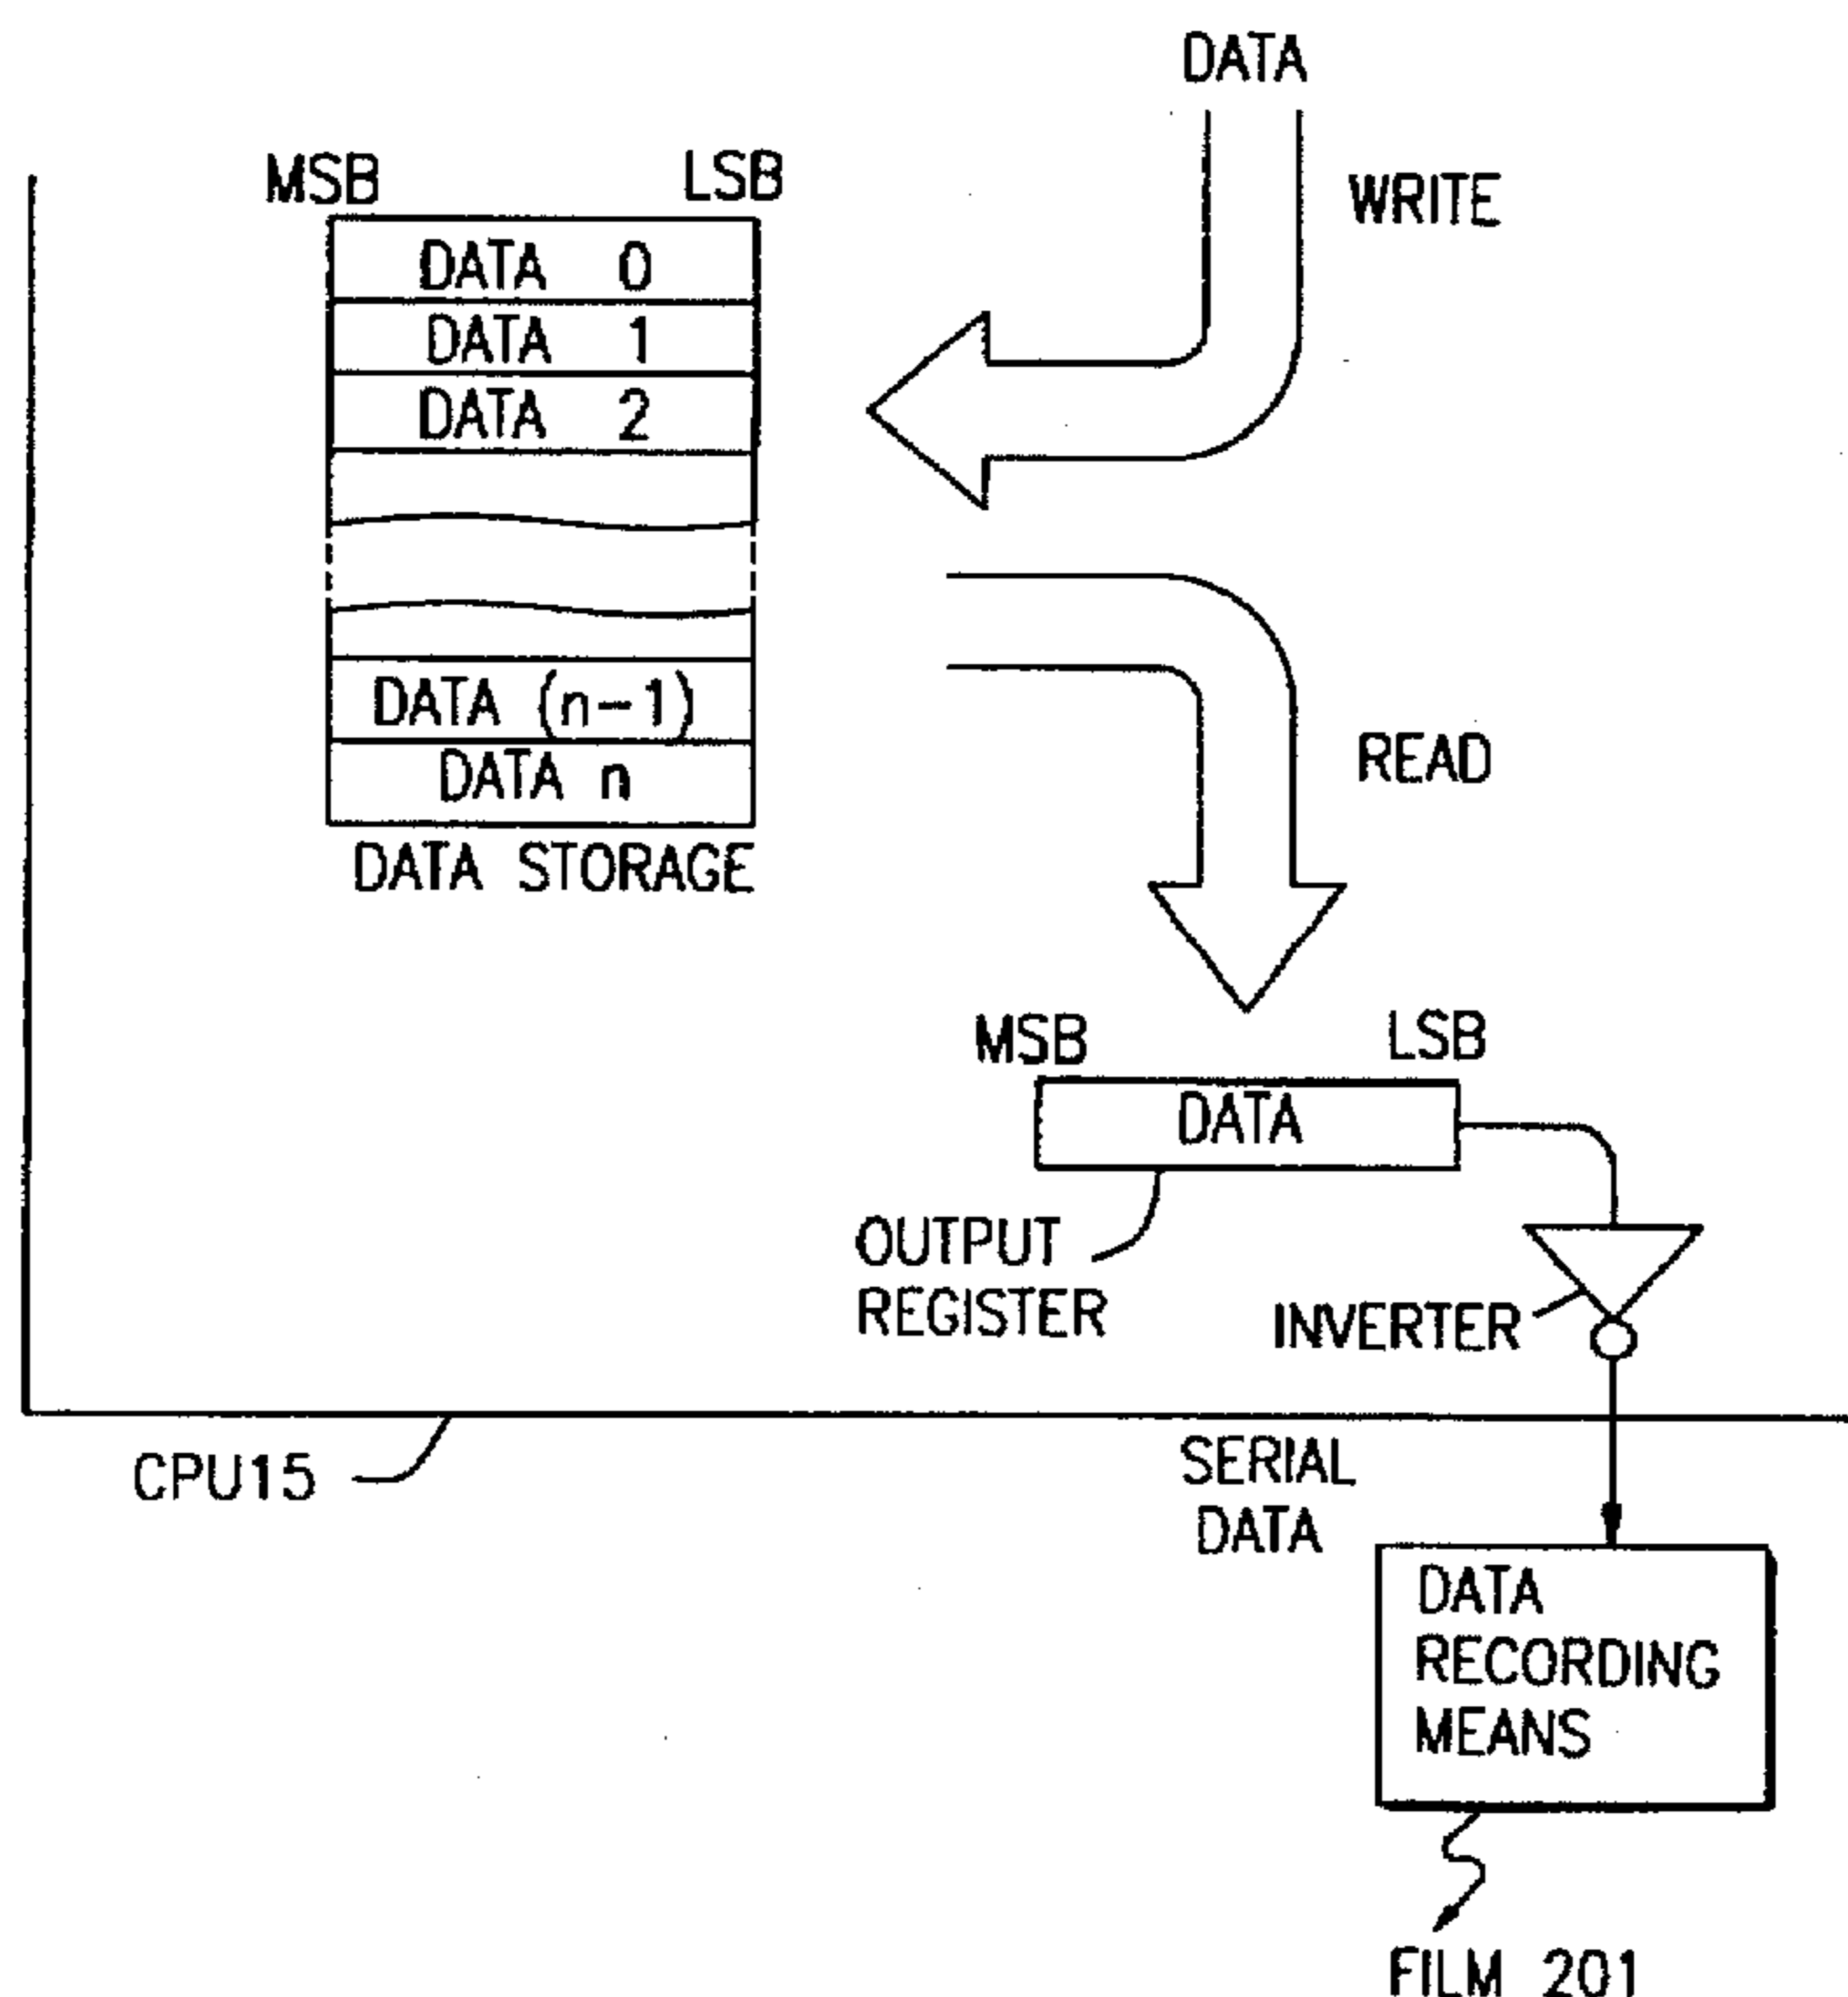 DATA
WRITE
MSB LSB
DATA 0
DATA 1
DATA 2
DATA (n-1)
DATA n
DATA STORAGE
READ
MSB LSB
DATA
OUTPUT
REGISTER
INVERTER
CPU15
SERIAL
DATA
DATA
RECORDING
MEANS
FILM 201